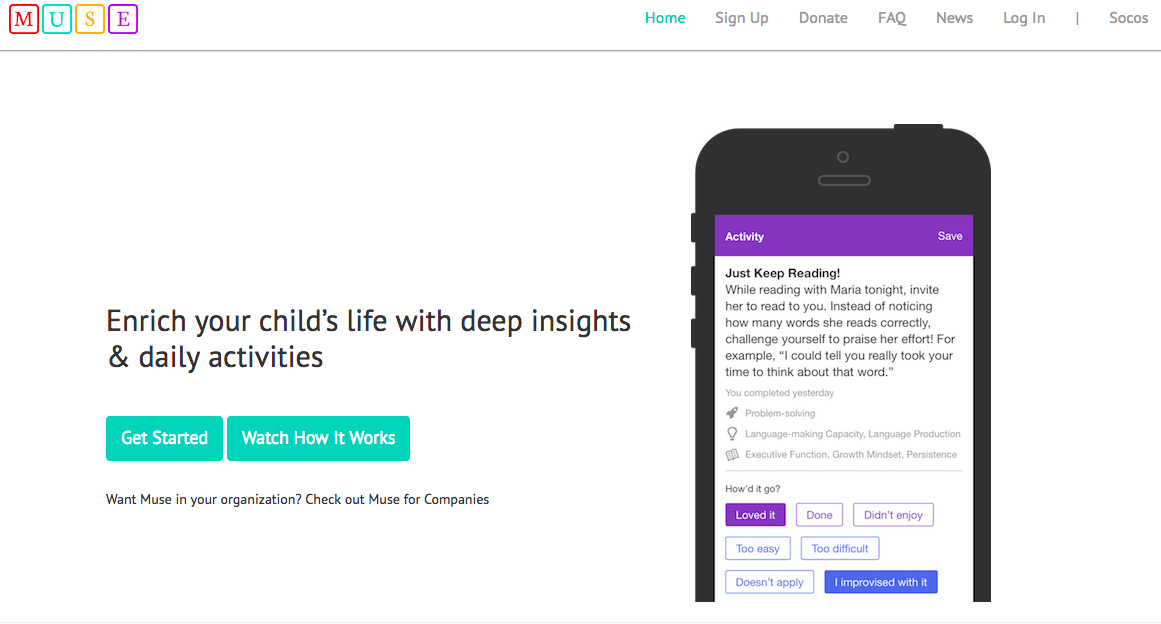 MUSE
Home Sign Up Donate FAQ News Log In | Socos
Enrich your child’s life with deep insights
& daily activities
Get Started Watch How It Works
Want Muse in your organization? Check out Muse for Companies
Activity Save
Just Keep Reading!
While reading with Maria tonight, invite
her to read to you. Instead of noticing
how many words she reads correctly,
challenge yourself to praise her effort! For
example, “I could tell you really took your
time to think about that word.”
You completed yesterday
Problem-solving
Language-making Capacity, Language Production
Executive Function, Growth Mindset, Persistence
How’d it go?
Loved it Done Didn’t enjoy
Too easy Too difficult
Doesn’t apply I improvised with it